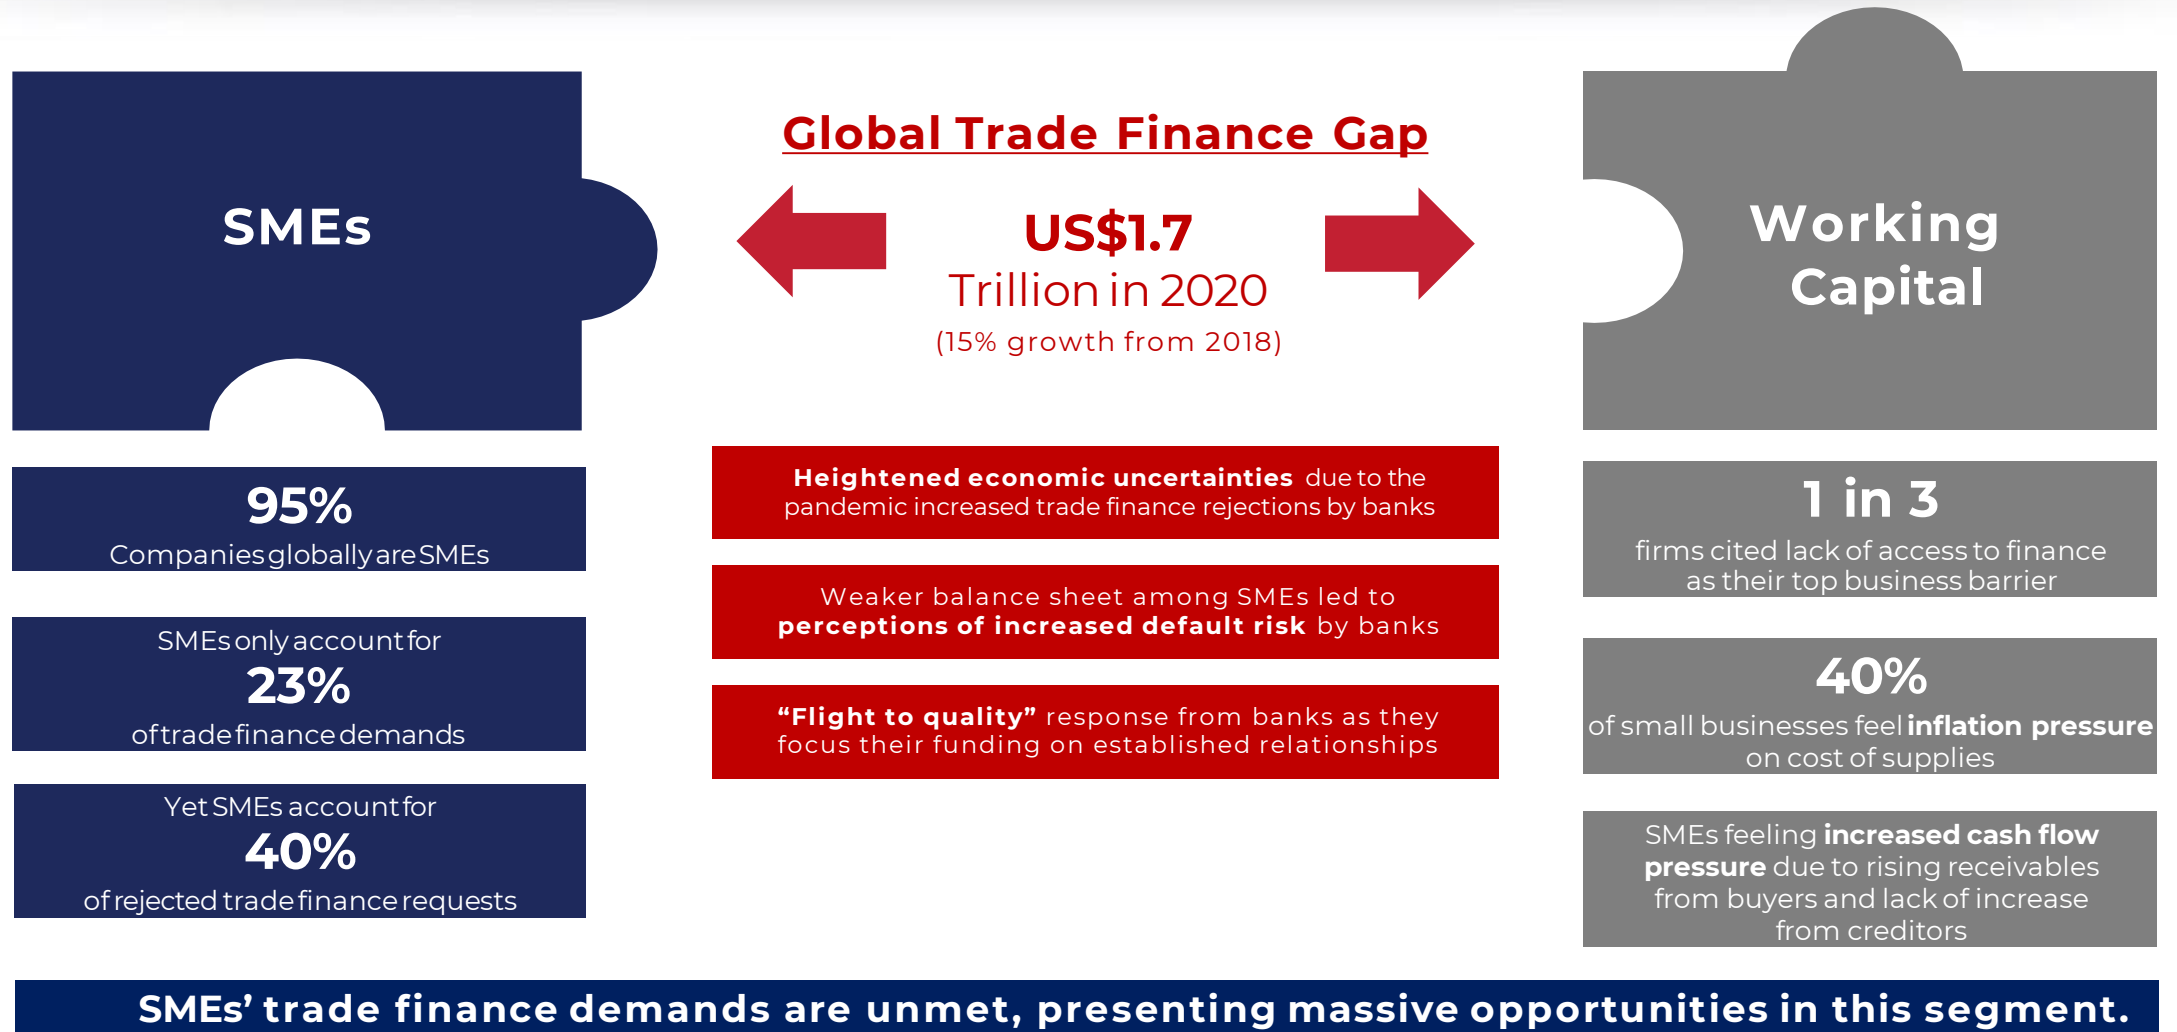 SMEs
95%
Companies globally are SMEs
SMEs only account for
23%
of trade finance demands
Yet SMEs account for
40%
of rejected trade finance requests
Global Trade Finance Gap
US$1.7
Trillion in 2020
(15% growth from 2018)
Heightened economic uncertainties due to the
pandemic increased trade finance rejections by banks
Weaker balance sheet among SMEs led to
perceptions of increased default risk by banks
“Flight to quality” response from banks as they
focus their funding on established relationships
Working
Capital
1 in 3
firms cited lack of access to finance
as their top business barrier
40%
of small businesses feel inflation pressure
on cost of supplies
SMEs feeling increased cash flow
pressure due to rising receivables
from buyers and lack of increase
from creditors
SMEs’ trade finance demands are unmet, presenting massive opportunities in this segment.